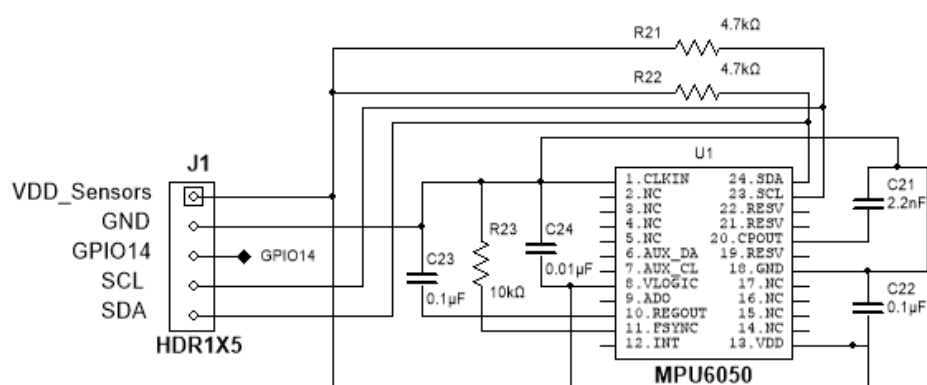 R21 4.7kΩ
R22 4.7kΩ
J1
VDD_Sensors
GND
GPIO14
SCL
SDA
HDR1X5
GPIO14
C23
0.1µF
R23
10kΩ
C24
0.01µF
U1
1.CLKIN 24.SDA
2.NC 23.SCL
3.NC 22.RESV
4.NC 21.RESV
5.NC 20.CPOUT
6.AUX_DA 19.RESV
7.AUX_CL 18.GND
8.VLOGIC 17.NC
9.ADO 16.NC
10.REGOUT 15.NC
11.FSYNC 14.NC
12.INT 13.VDD
MPU6050
C21
2.2nF
C22
0.1µF